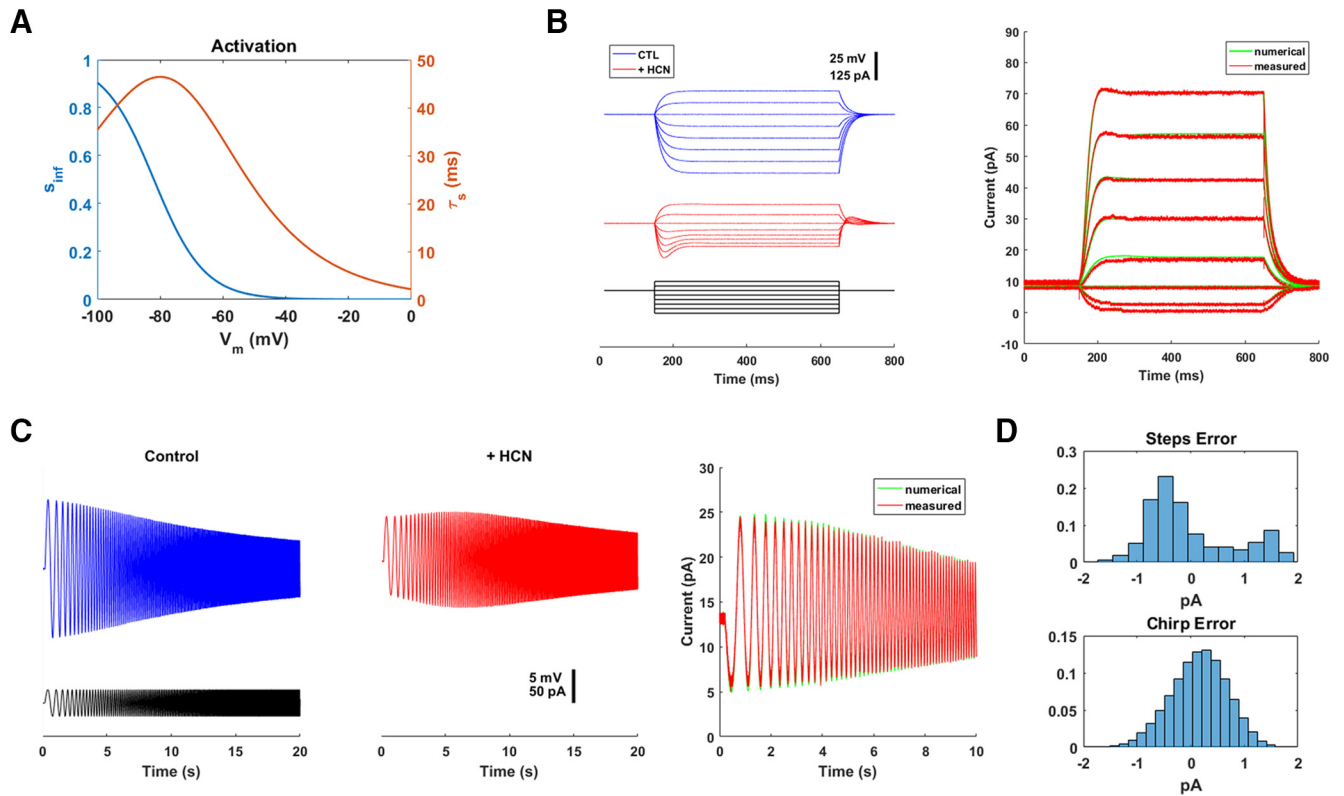 A
Activation
1
0.8
0.6
0.4
0.2
0
s_inf
50
40
30
20
10
0
τ_s (ms)
-100 -80 -60 -40 -20 0
V_m (mV)
B
CTL
+ HCN
25 mV
125 pA
0 200 400 600 800
Time (ms)
90
80
70
60
50
40
30
20
10
0
-10
Current (pA)
numerical
measured
0 200 400 600 800
Time (ms)
C
Control
0 5 10 15 20
Time (s)
+ HCN
5 mV
50 pA
0 5 10 15 20
Time (s)
30
25
20
15
10
5
0
Current (pA)
numerical
measured
0 2 4 6 8 10
Time (s)
D
Steps Error
0.3
0.2
0.1
0
-2 -1 0 1 2
pA
Chirp Error
0.15
0.1
0.05
0
-2 -1 0 1 2
pA